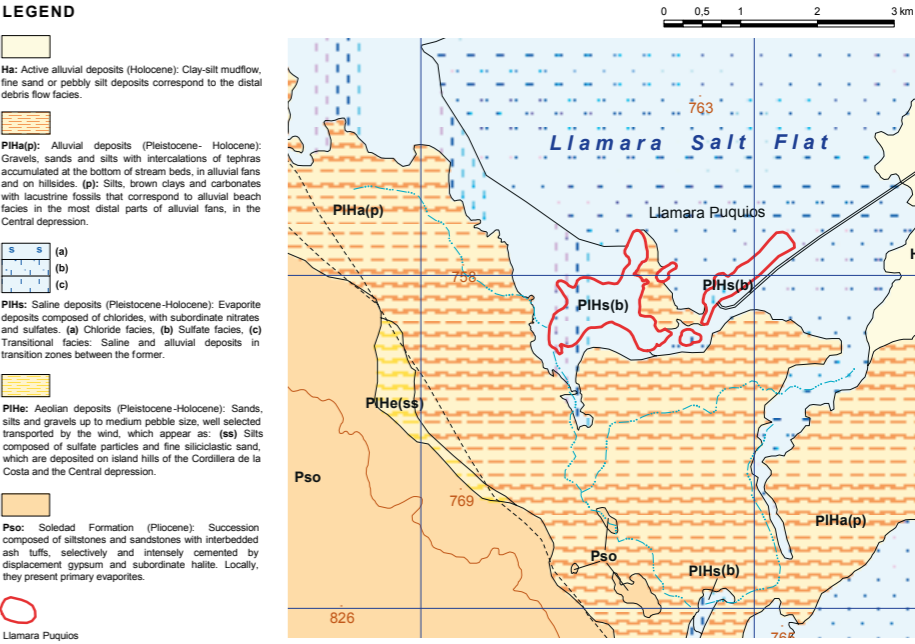 LEGEND
Ha: Active alluvial deposits (Holocene): Clay-silt mudflow,
fine sand or pebbly silt deposits correspond to the distal
debris flow facies.
PlHa(p): Alluvial deposits (Pleistocene- Holocene):
Gravels, sands and silts with intercalations of tephras
accumulated at the bottom of stream beds, in alluvial fans
and on hillsides. (p): Silts, brown clays and carbonates
with lacustrine fossils that correspond to alluvial beach
facies in the most distal parts of alluvial fans, in the
Central depression.
S S (a)
(b)
(c)
PlHs: Saline deposits (Pleistocene-Holocene): Evaporite
deposits composed of chlorides, with subordinate nitrates
and sulfates. (a) Chloride facies, (b) Sulfate facies, (c)
Transitional facies: Saline and alluvial deposits in
transition zones between the former.
PlHe: Aeolian deposits (Pleistocene-Holocene): Sands,
silts and gravels up to medium pebble size, well selected
transported by the wind, which appear as: (ss) Silts
composed of sulfate particles and fine siliciclastic sand,
which are deposited on island hills of the Cordillera de la
Costa and the Central depression.
Pso: Soledad Formation (Pliocene): Succession
composed of siltstones and sandstones with interbedded
ash tuffs, selectively and intensely cemented by
displacement gypsum and subordinate halite. Locally,
they present primary evaporites.
Llamara Puquios
0 0,5 1 2 3 km
763
Llamara Salt Flat
PlHa(p)
Llamara Puquios
H
758
PlHs(b)
PlHs(b)
PlHe(ss)
Pso
769
PlHa(p)
Pso
PlHs(b)
826